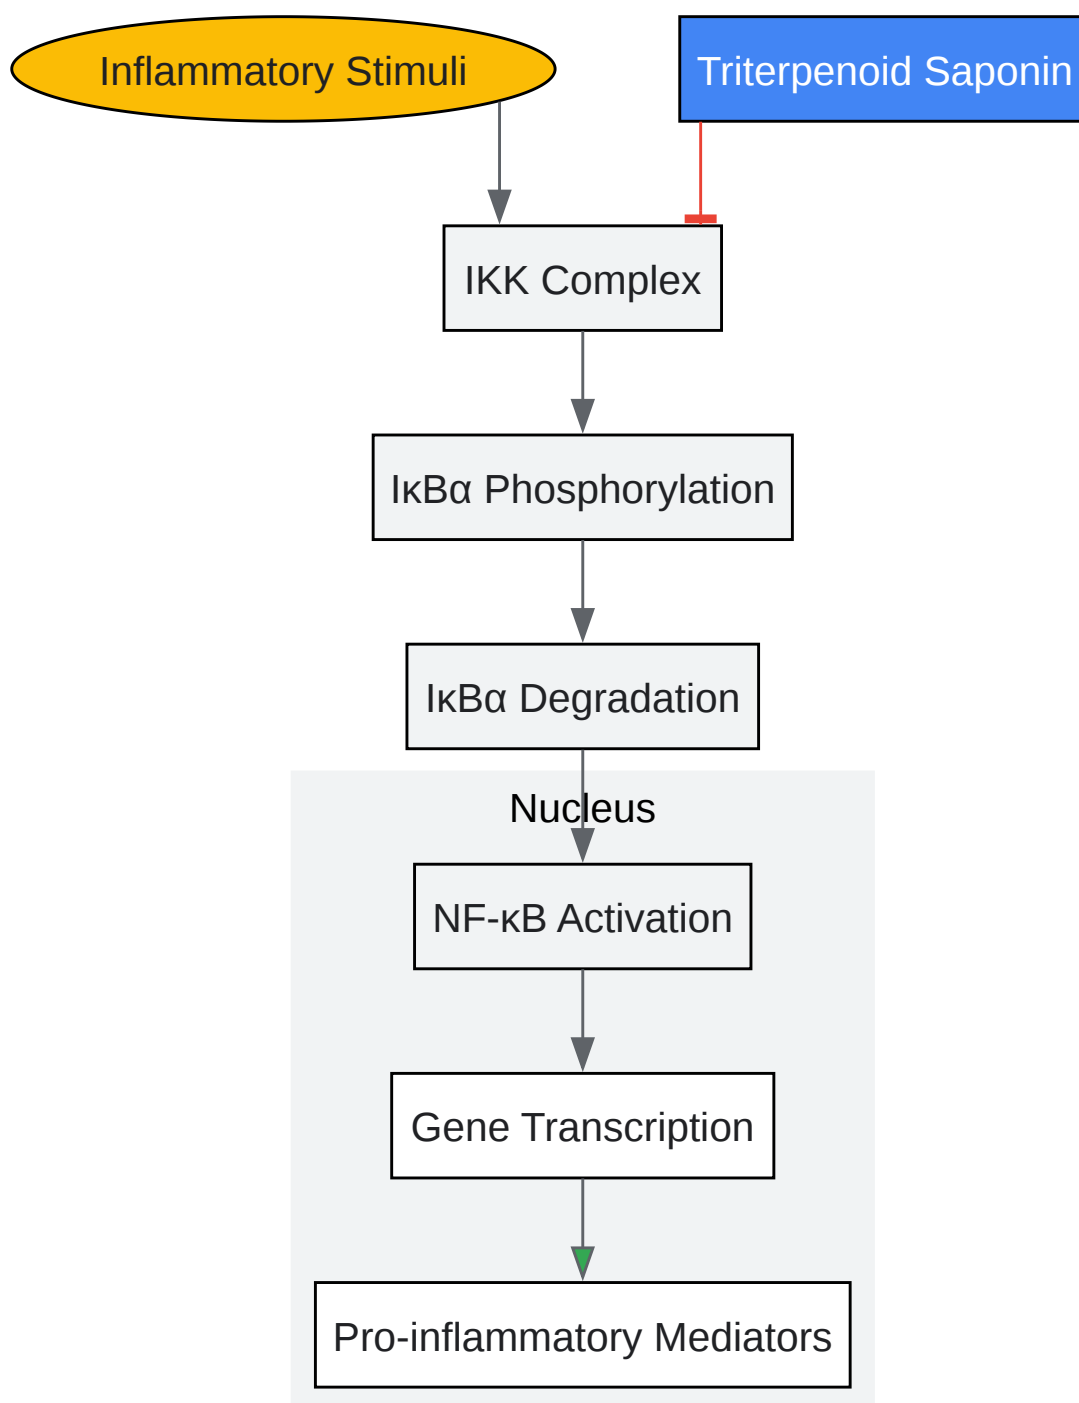 Inflammatory Stimuli
Triterpenoid Saponin
IKK Complex
IκBα Phosphorylation
IκBα Degradation
Nucleus
NF-κB Activation
Gene Transcription
Pro-inflammatory Mediators